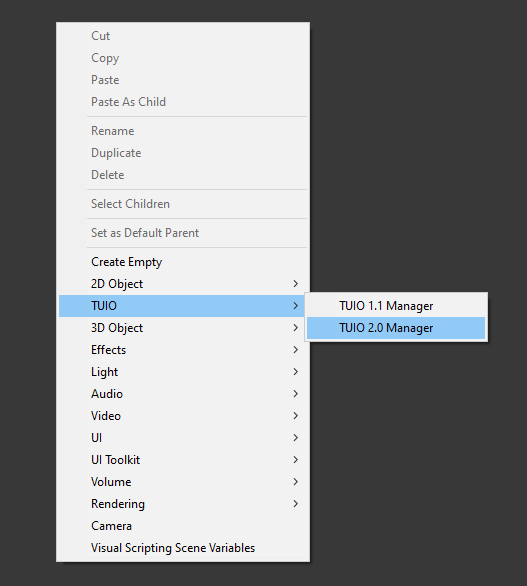 Cut
Copy
Paste
Paste As Child
Rename
Duplicate
Delete
Select Children
Set as Default Parent
Create Empty
2D Object
TUIO
TUIO 1.1 Manager
3D Object
TUIO 2.0 Manager
Effects
Light
Audio
Video
UI
UI Toolkit
Volume
Rendering
Camera
Visual Scripting Scene Variables